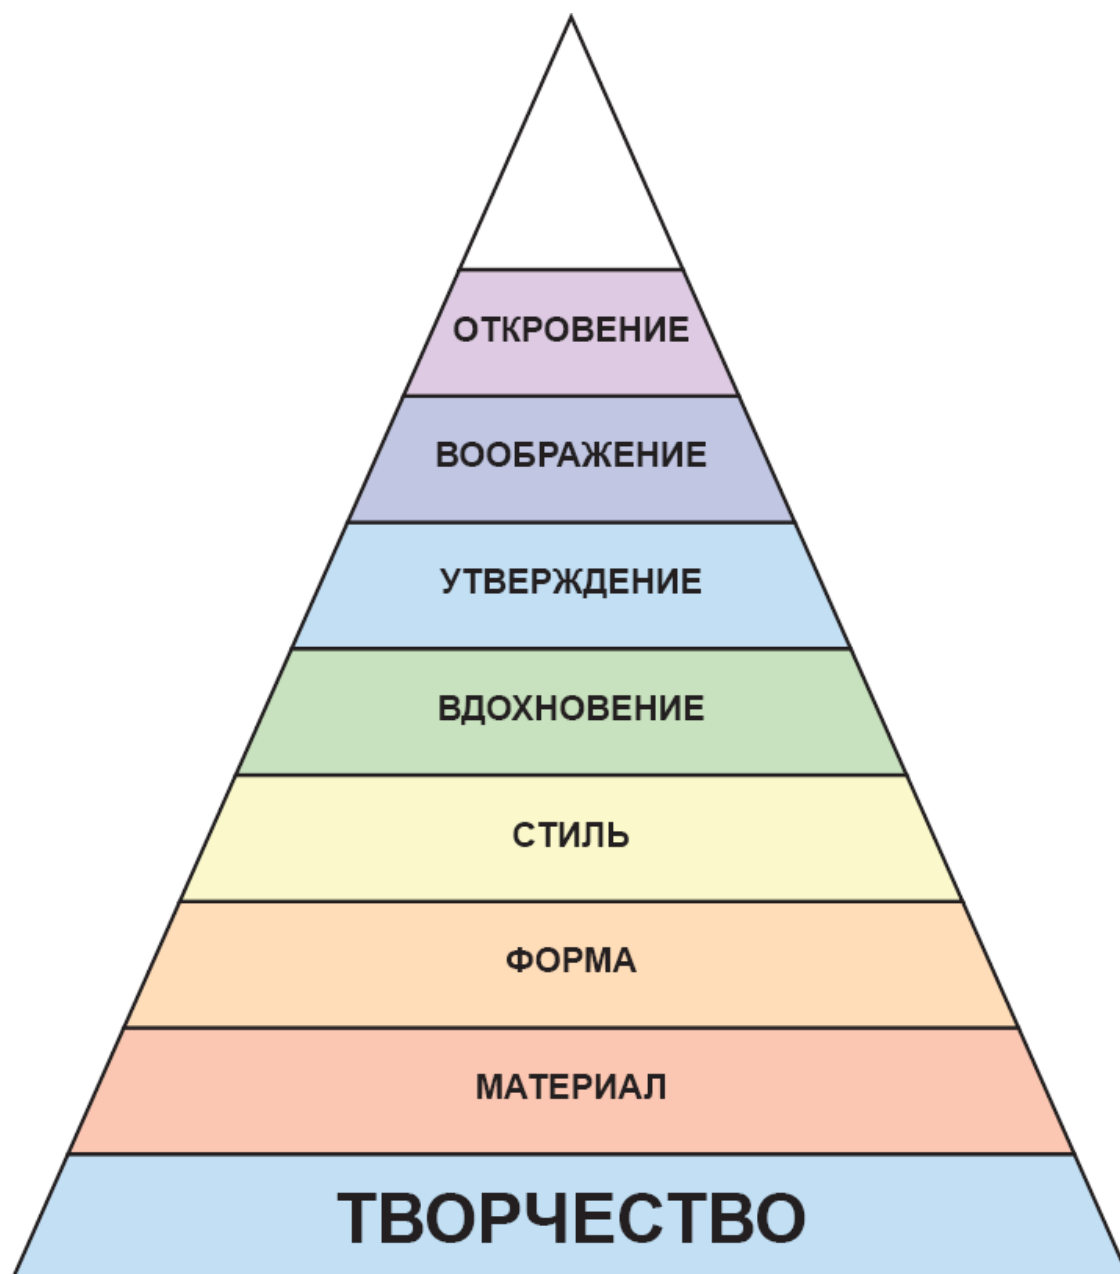 ОТКРОВЕНИЕ
ВООБРАЖЕНИЕ
УТВЕРЖДЕНИЕ
ВДОХНОВЕНИЕ
СТИЛЬ
ФОРМА
МАТЕРИАЛ
ТВОРЧЕСТВО